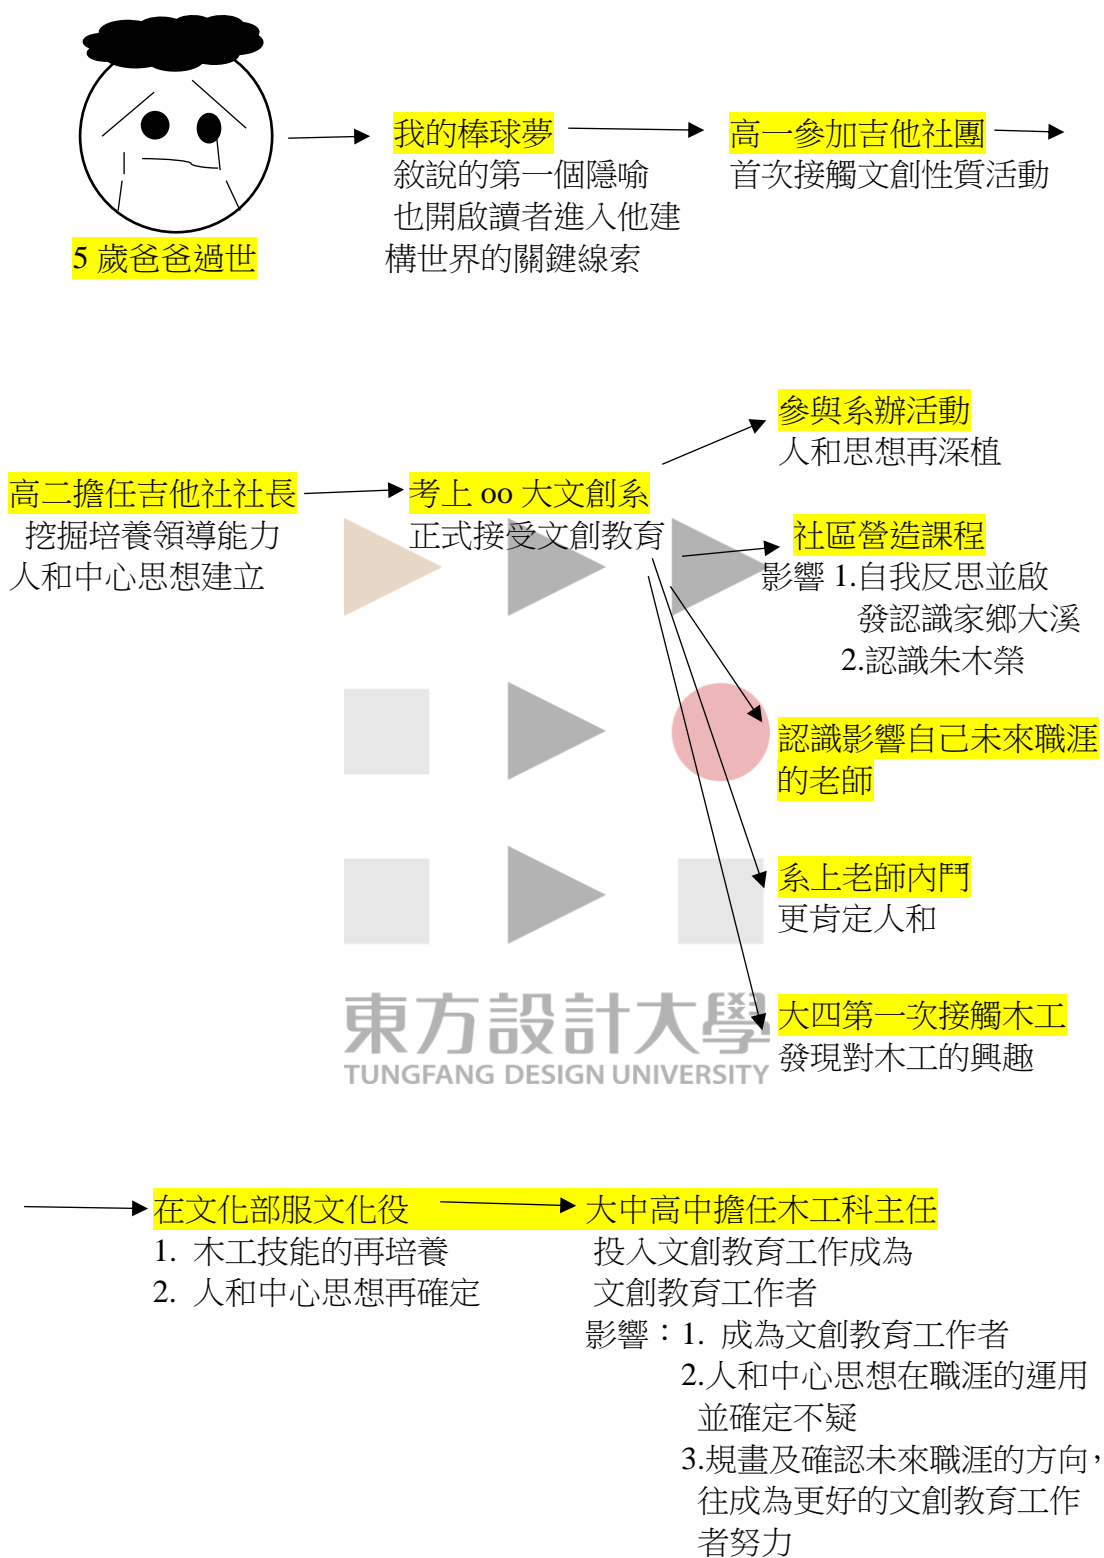 5 歲爸爸過世
我的棒球夢
敘說的第一個隱喻
也開啟讀者進入他建
構世界的關鍵線索
高一參加吉他社團
首次接觸文創性質活動
高二擔任吉他社社長
挖掘培養領導能力
人和中心思想建立
考上 oo 大文創系
正式接受文創教育
參與系辦活動
人和思想再深植
社區營造課程
影響 1.自我反思並啟
發認識家鄉大溪
2.認識朱木榮
認識影響自己未來職涯
的老師
系上老師內鬥
更肯定人和
大四第一次接觸木工
發現對木工的興趣
東方設計大學
TUNGFANG DESIGN UNIVERSITY
在文化部服文化役
1. 木工技能的再培養
2. 人和中心思想再確定
大中高中擔任木工科主任
投入文創教育工作成為
文創教育工作者
影響：1. 成為文創教育工作者
2.人和中心思想在職涯的運用
並確定不疑
3.規畫及確認未來職涯的方向，
往成為更好的文創教育工作
者努力